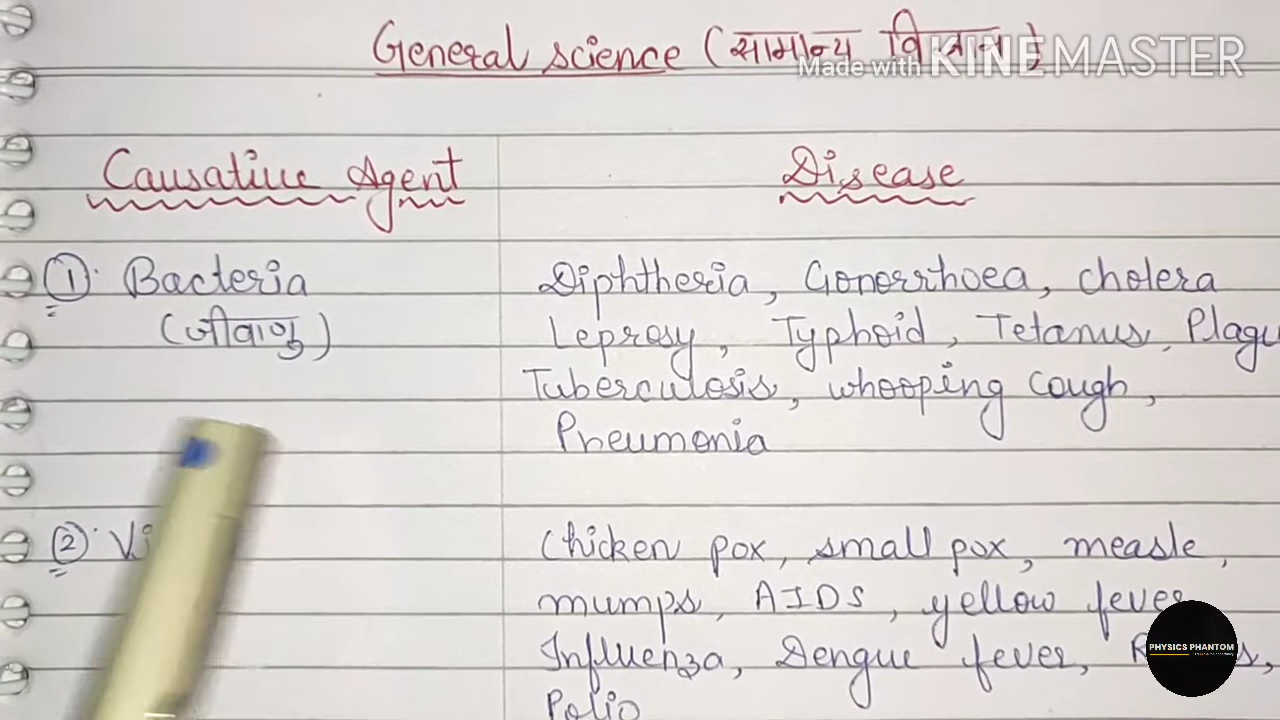 General science (सामान्य विज्ञान)
Made with KINEMASTER
Causative Agent Disease
① Bacteria Diphtheria, Gonorrhoea, cholera
(जीवाणु) Leprosy, Typhoid, Tetanus, Plagu
Tuberculosis, whooping cough,
Pneumonia
② Vi Chicken pox, small pox, measle,
mumps, AIDS, yellow fever
Influenza, Dengue fever,
Polio
PHYSICS PHANTOM